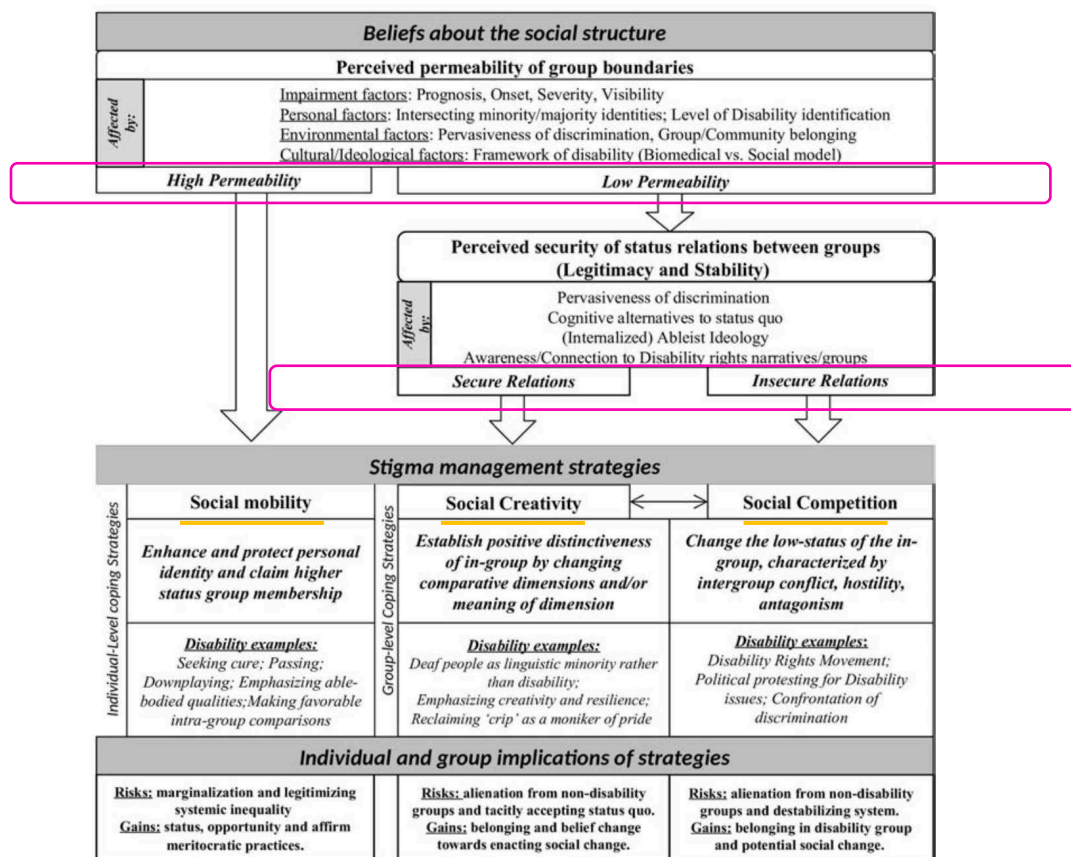 Beliefs about the social structure
Perceived permeability of group boundaries
Affected by:
Impairment factors: Prognosis, Onset, Severity, Visibility
Personal factors: Intersecting minority/majority identities; Level of Disability identification
Environmental factors: Pervasiveness of discrimination, Group/Community belonging
Cultural/Ideological factors: Framework of disability (Biomedical vs. Social model)
High Permeability
Low Permeability
Perceived security of status relations between groups
(Legitimacy and Stability)
Affected by:
Pervasiveness of discrimination
Cognitive alternatives to status quo
(Internalized) Ableist Ideology
Awareness/Connection to Disability rights narratives/groups
Secure Relations
Insecure Relations
Stigma management strategies
Individual-Level coping Strategies
Social mobility
Enhance and protect personal
identity and claim higher
status group membership
Disability examples:
Seeking cure; Passing;
Downplaying; Emphasizing able-
bodied qualities;Making favorable
intra-group comparisons
Group-level Coping Strategies
Social Creativity
Establish positive distinctiveness
of in-group by changing
comparative dimensions and/or
meaning of dimension
Disability examples:
Deaf people as linguistic minority rather
than disability;
Emphasizing creativity and resilience;
Reclaiming ‘crip’ as a moniker of pride
Social Competition
Change the low-status of the in-
group, characterized by
intergroup conflict, hostility,
antagonism
Disability examples:
Disability Rights Movement;
Political protesting for Disability
issues; Confrontation of
discrimination
Individual and group implications of strategies
Risks: marginalization and legitimizing
systemic inequality
Gains: status, opportunity and affirm
meritocratic practices.
Risks: alienation from non-disability
groups and tacitly accepting status quo.
Gains: belonging and belief change
towards enacting social change.
Risks: alienation from non-disability
groups and destabilizing system.
Gains: belonging in disability group
and potential social change.